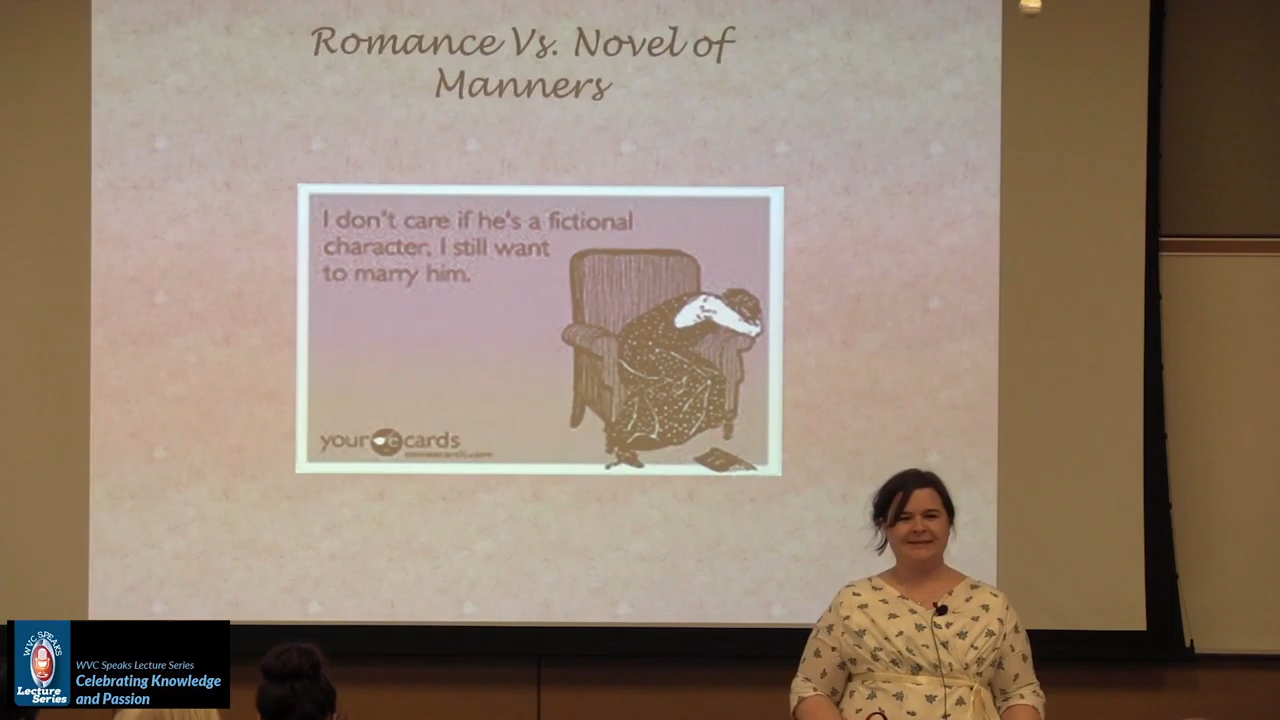 Romance Vs. Novel of
Manners
I don't care if he's a fictional
character. I still want
to marry him.
your e cards
WVC SPEAKS
Lecture
Series
WVC Speaks Lecture Series
Celebrating Knowledge
and Passion